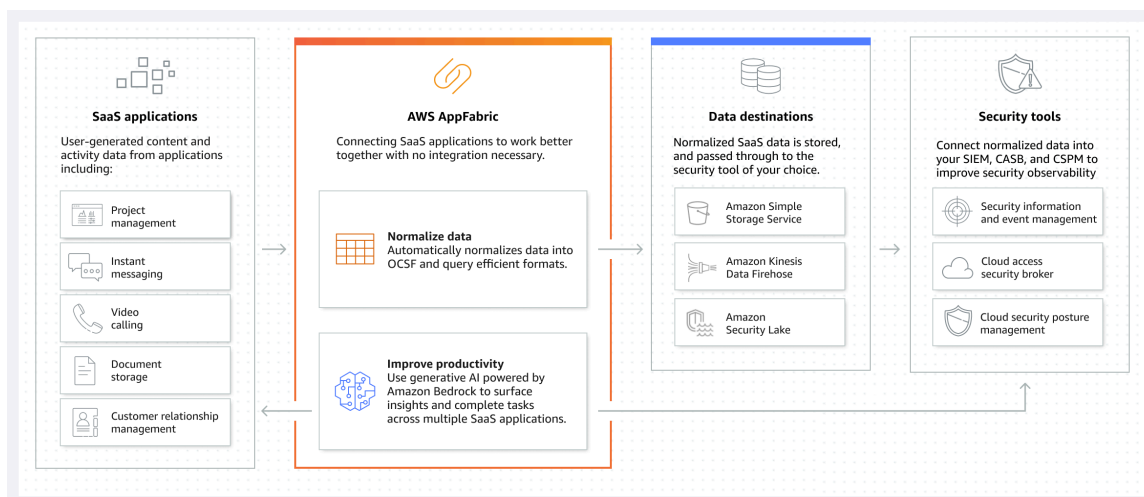 SaaS applications
User-generated content and
activity data from applications
including:
Project
management
Instant
messaging
Video
calling
Document
storage
Customer relationship
management
AWS AppFabric
Connecting SaaS applications to work better
together with no integration necessary.
Normalize data
Automatically normalizes data into
OCSF and query efficient formats.
Improve productivity
Use generative AI powered by
Amazon Bedrock to surface
insights and complete tasks
across multiple SaaS applications.
Data destinations
Normalized SaaS data is stored,
and passed through to the
security tool of your choice.
Amazon Simple
Storage Service
Amazon Kinesis
Data Firehose
Amazon
Security Lake
Security tools
Connect normalized data into
your SIEM, CASB, and CSPM to
improve security observability
Security information
and event management
Cloud access
security broker
Cloud security posture
management